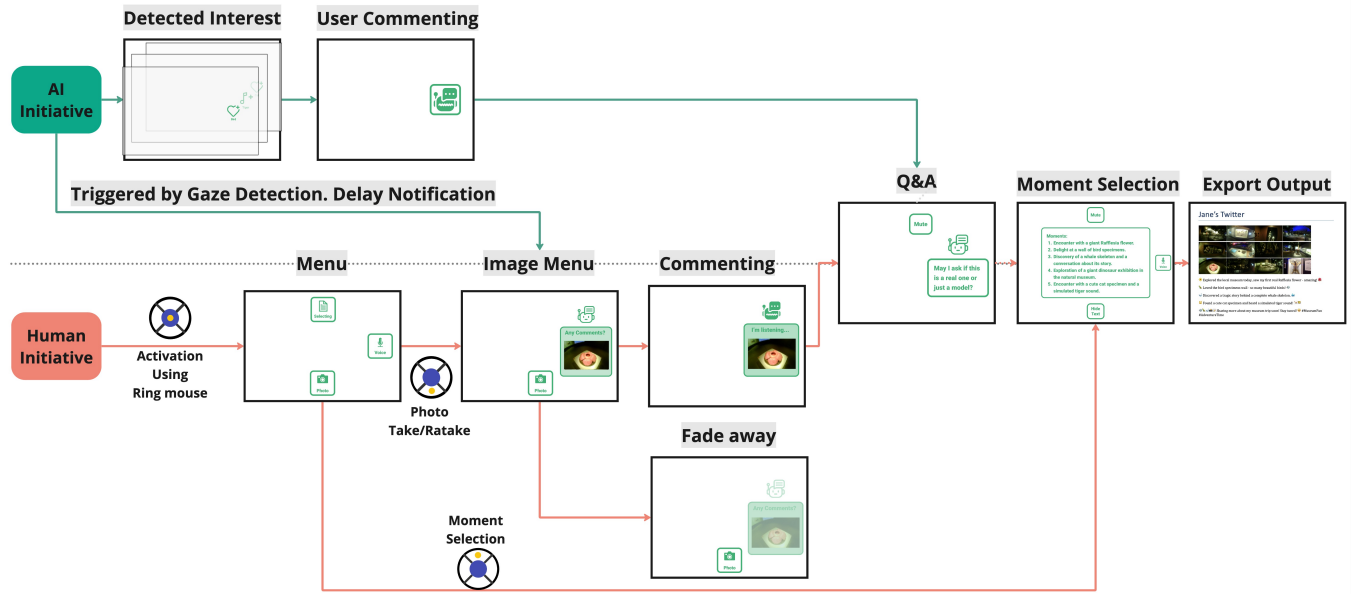 Detected Interest
User Commenting
AI
Initiative
Triggered by Gaze Detection. Delay Notification
Q&A
Moment Selection
Export Output
Mute
May I ask if this
is a real one or
just a model?
Mute
Moments:
1. Encounter with a giant Rafflesia flower.
2. Delight at a wall of bird specimens.
3. Discovery of a whole skeleton and a
conversation about its story.
4. Exploration of a giant dinosaur exhibition in
the natural museum.
5. Encounter with a cute cat specimen and a
simulated tiger sound.
Hide
Text
Jane's Twitter
Menu
Image Menu
Commenting
Human
Initiative
Activation
Using
Ring mouse
Selecting
Voice
Photo
Photo
Take/Ratake
Any Comments?
Photo
I'm listening...
Fade away
Any Comments?
Photo
Moment
Selection